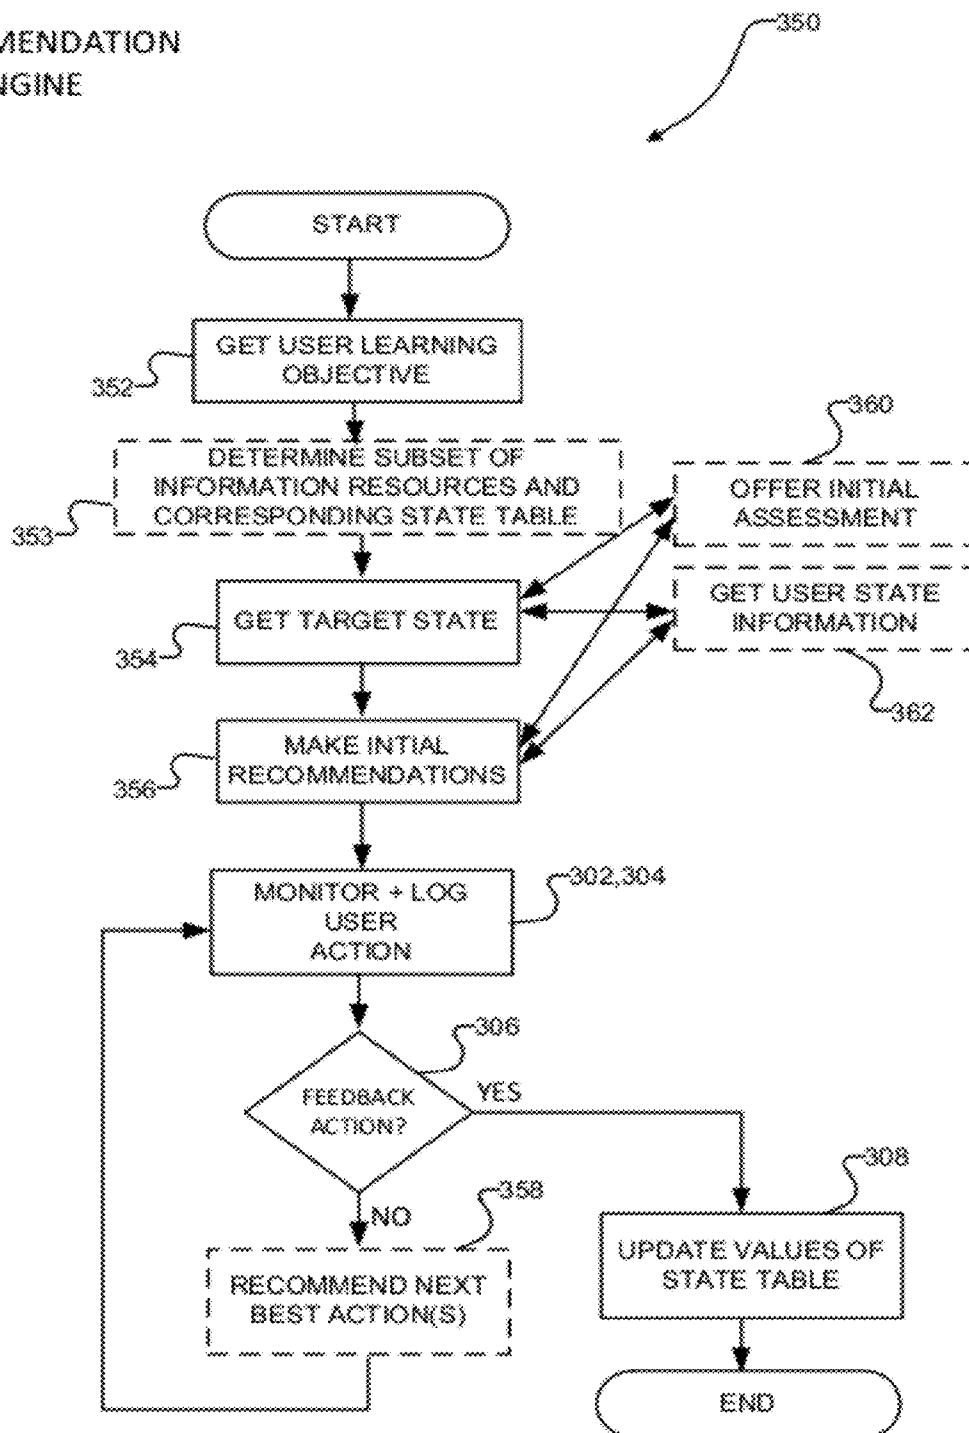 MENDATION
NGINE
350
START
GET USER LEARNING
OBJECTIVE
352
360
DETERMINE SUBSET OF
INFORMATION RESOURCES AND
CORRESPONDING STATE TABLE
353
OFFER INITIAL
ASSESSMENT
GET USER STATE
INFORMATION
362
GET TARGET STATE
354
MAKE INTIAL
RECOMMENDATIONS
356
MONITOR + LOG
USER
ACTION
302,304
306
FEEDBACK
ACTION?
YES
NO
358
308
RECOMMEND NEXT
BEST ACTION(S)
UPDATE VALUES OF
STATE TABLE
END